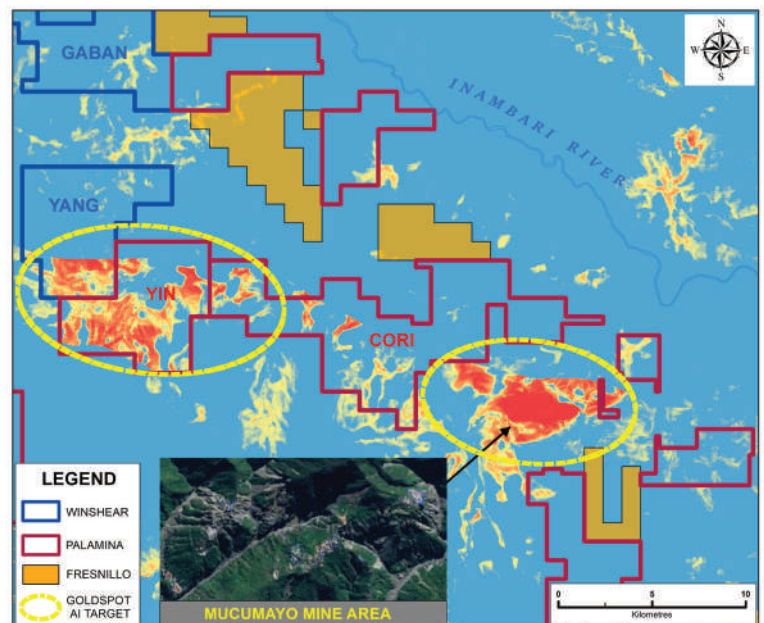 GABAN
N
W E
S
INAMBARI RIVER
YANG
YIN
CORI
LEGEND
WINSHEAR
PALAMINA
FRESNILLO
GOLDSPOT
AI TARGET
MUCUMAYO MINE AREA
0 5 10
Kilometres